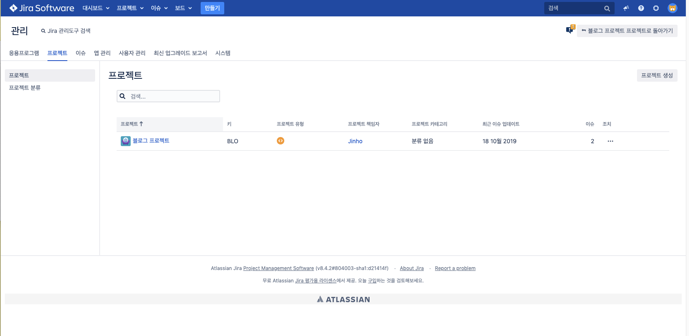 Jira Software 대시보드 프로젝트 이슈 보드 만들기 검색
관리 Jira 관리도구 검색 블로그 프로젝트 프로젝트로 돌아가기
응용프로그램 프로젝트 이슈 앱 관리 사용자 관리 최신 업그레이드 보고서 시스템
프로젝트
프로젝트 분류
프로젝트 프로젝트 생성
검색...
프로젝트 키 프로젝트 유형 프로젝트 책임자 프로젝트 카테고리 최근 이슈 업데이트 이슈 조치
블로그 프로젝트 BLO Jinho 분류 없음 18 10월 2019 2
Atlassian Jira Project Management Software (v8.4.2#804003-sha1:d21414f) · About Jira · Report a problem
무료 Atlassian Jira 평가용 라이센스에서 제공. 오늘 구입하는 것을 검토해보세요.
ATLASSIAN